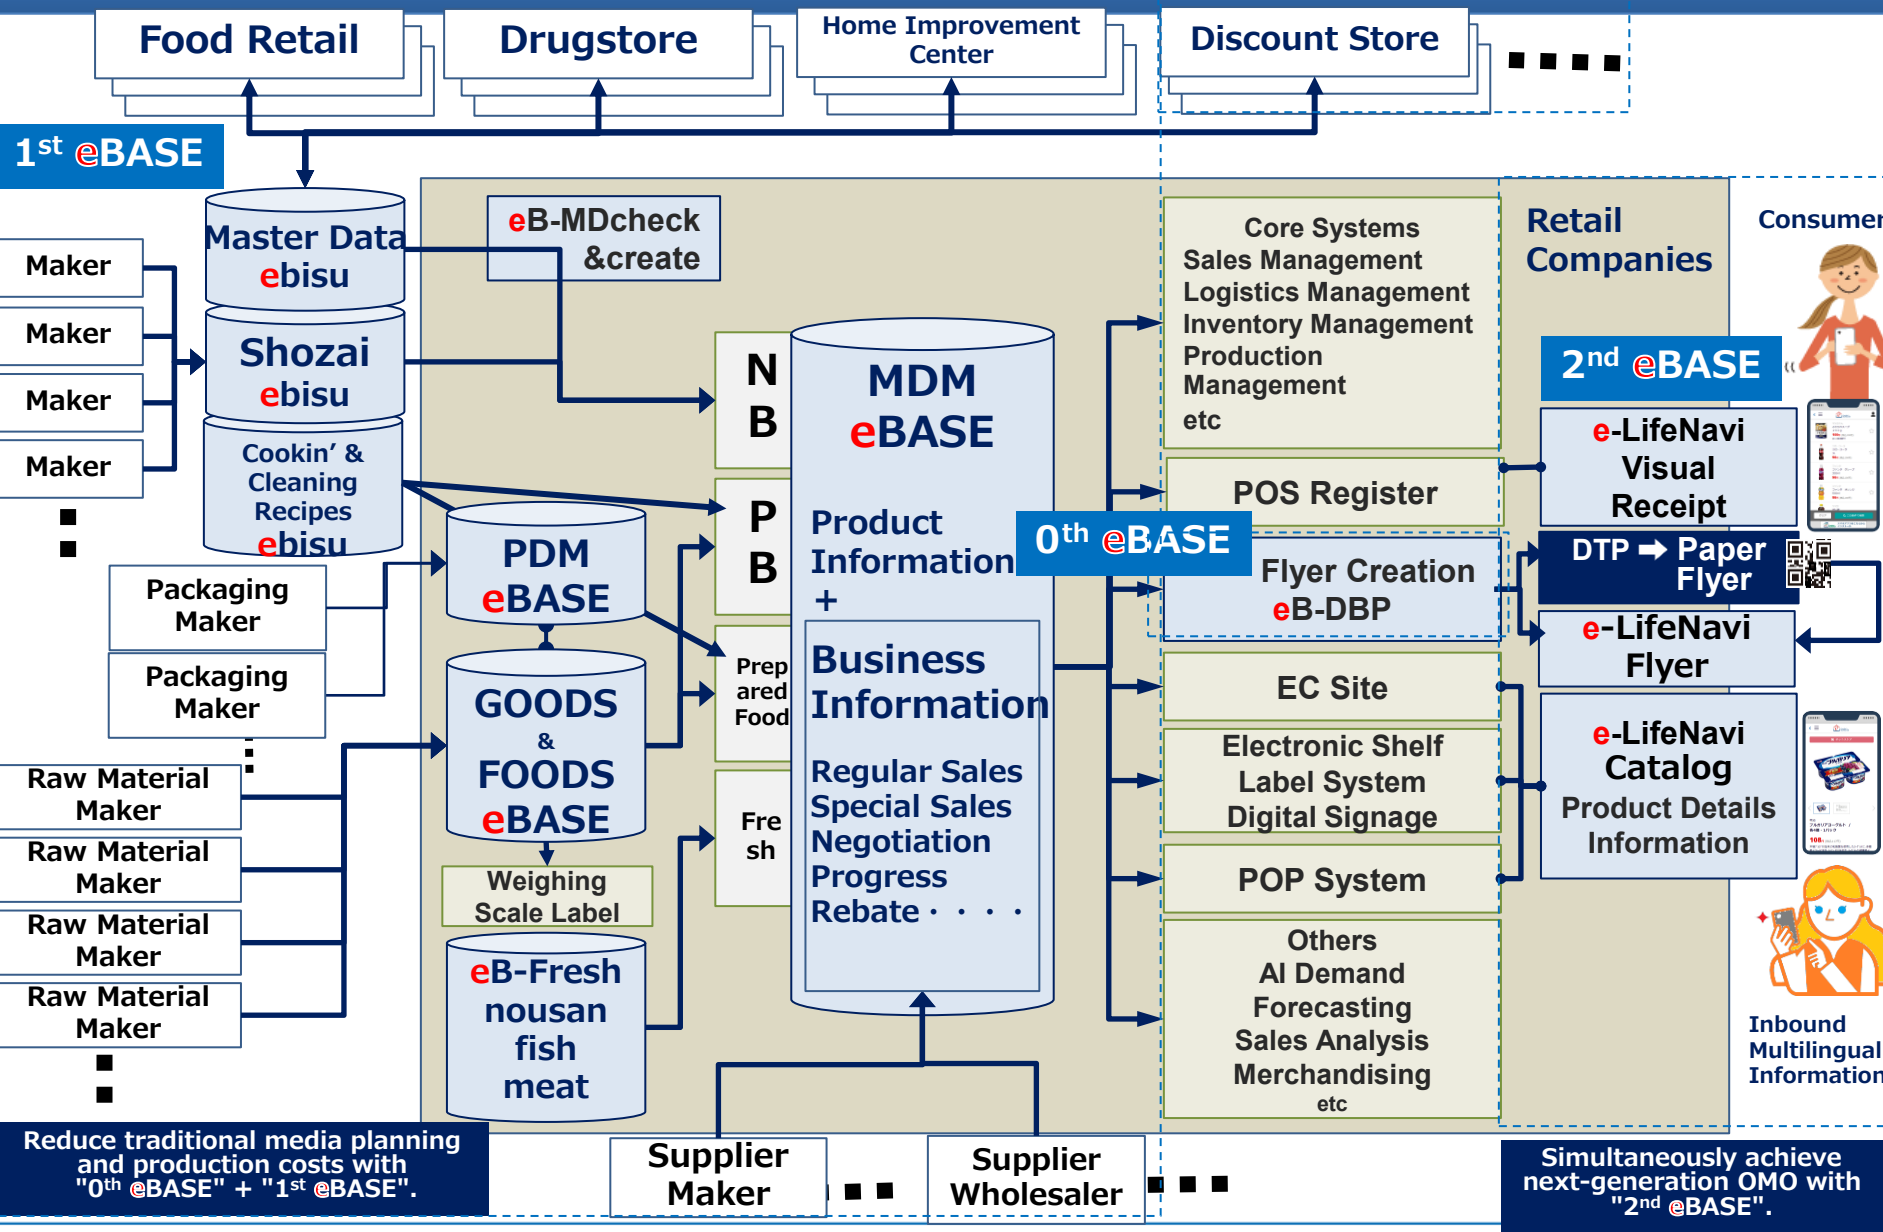 Food Retail
Drugstore
Home Improvement
Center
Discount Store
1st eBASE
Master Data
ebisu
Shozai
ebisu
Cookin' &
Cleaning
Recipes
ebisu
Maker
Maker
Maker
Maker
Packaging
Maker
Packaging
Maker
Raw Material
Maker
Raw Material
Maker
Raw Material
Maker
Raw Material
Maker
eB-MDcheck
&create
PDM
eBASE
GOODS
&
FOODS
eBASE
Weighing
Scale Label
eB-Fresh
nousan
fish
meat
N
B
P
B
Prep
ared
Food
Fre
sh
MDM
eBASE
Product
Information
+
Business
Information
Regular Sales
Special Sales
Negotiation
Progress
Rebate・・・・
0th eBASE
Core Systems
Sales Management
Logistics Management
Inventory Management
Production
Management
etc
POS Register
Flyer Creation
eB-DBP
EC Site
Electronic Shelf
Label System
Digital Signage
POP System
Others
AI Demand
Forecasting
Sales Analysis
Merchandising
etc
Retail
Companies
2nd eBASE
e-LifeNavi
Visual
Receipt
DTP ➡ Paper
Flyer
e-LifeNavi
Flyer
e-LifeNavi
Catalog
Product Details
Information
Consumer
Inbound
Multilingual
Information
Supplier
Maker
Supplier
Wholesaler
Reduce traditional media planning
and production costs with
"0th eBASE" + "1st eBASE".
Simultaneously achieve
next-generation OMO with
"2nd eBASE".